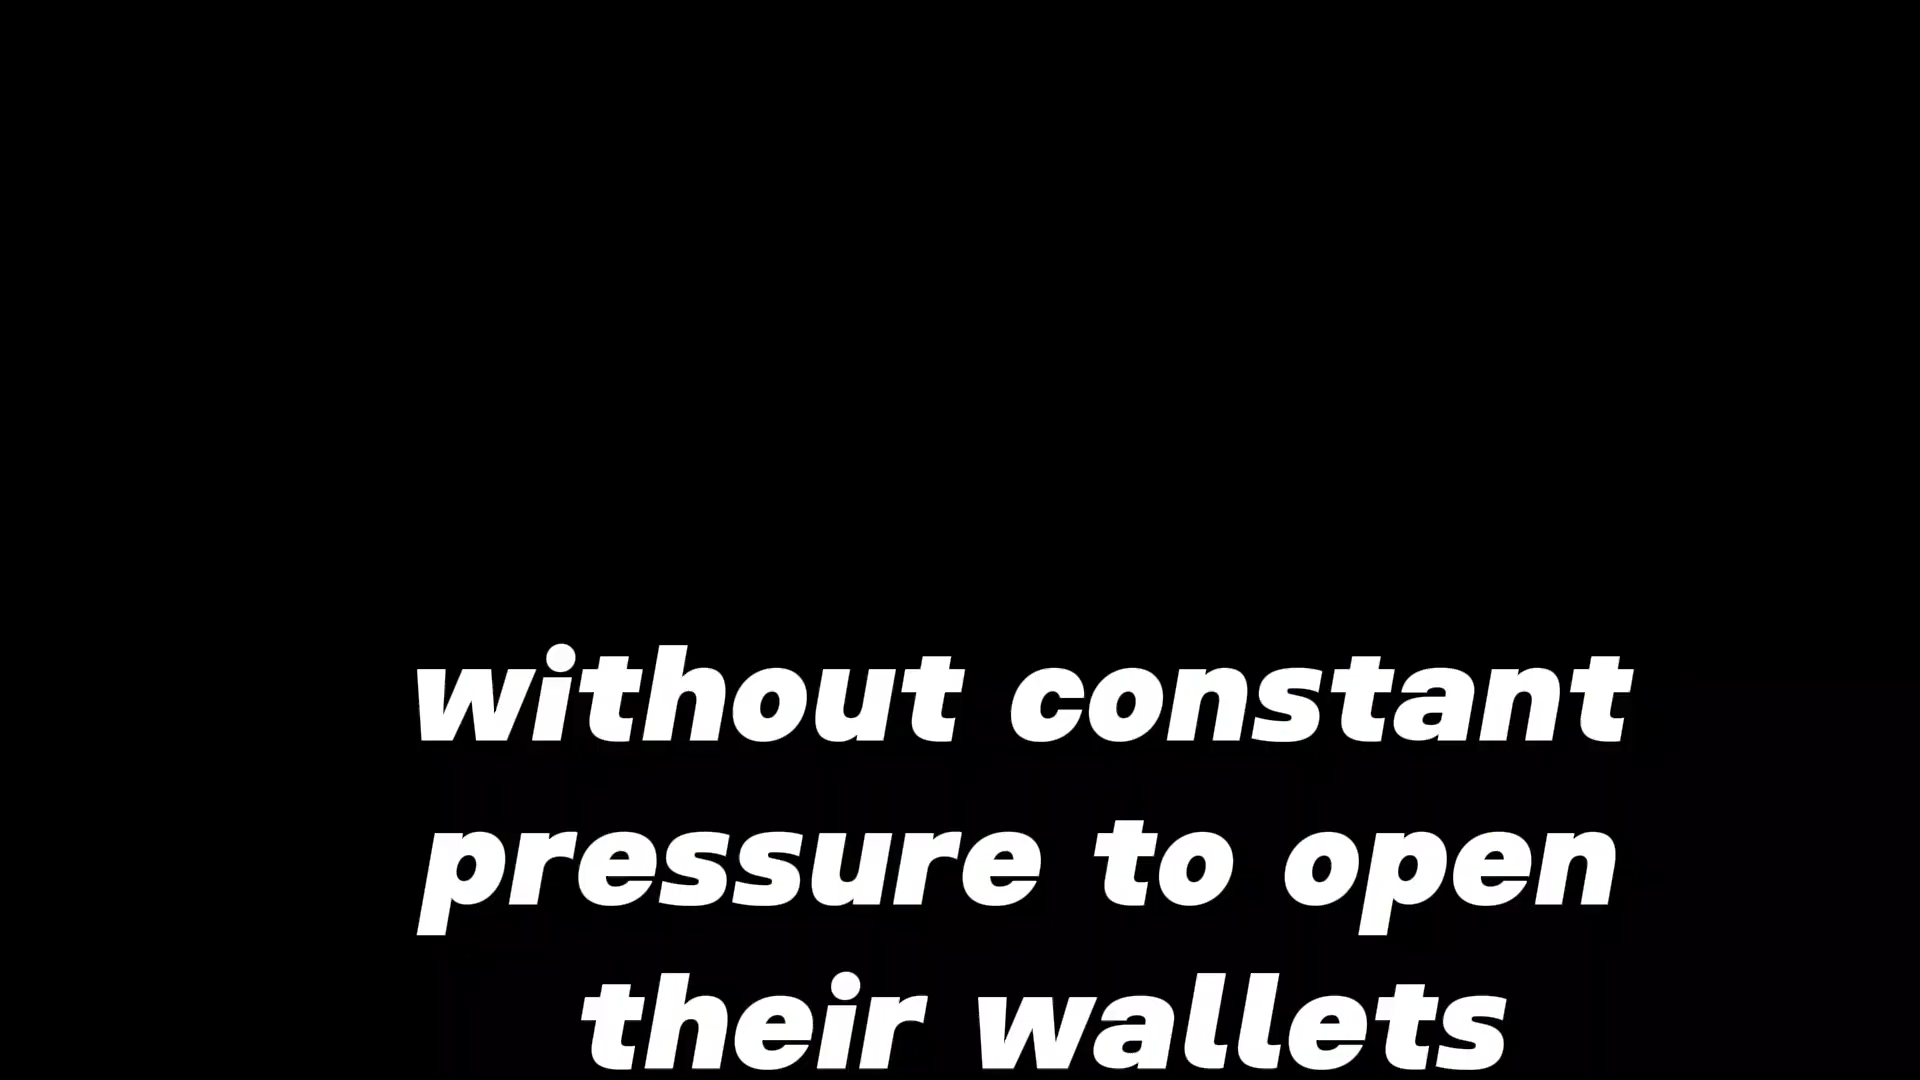 without constant
pressure to open
their wallets